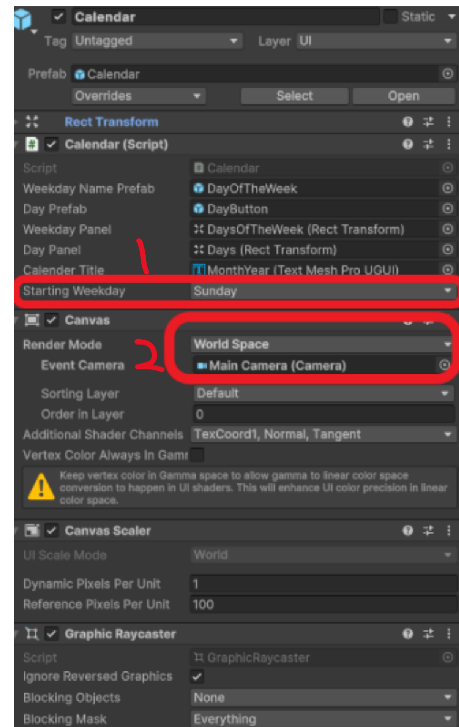 Calendar Static
Tag Untagged Layer UI
Prefab Calendar
Overrides Select Open
Rect Transform
# Calendar (Script)
Script Calendar
Weekday Name Prefab DayOfTheWeek
Day Prefab DayButton
Weekday Panel DaysOfTheWeek (Rect Transform)
Day Panel Days (Rect Transform)
Calender Title MonthYear (Text Mesh Pro UGUI)
1
Starting Weekday Sunday
Canvas
Render Mode World Space
2
Event Camera Main Camera (Camera)
Sorting Layer Default
Order in Layer 0
Additional Shader Channels TexCoord1, Normal, Tangent
Vertex Color Always In Gamr
Keep vertex color in Gamma space to allow gamma to linear color space
conversion to happen in UI shaders. This will enhance UI color precision in linear
color space.
Canvas Scaler
UI Scale Mode World
Dynamic Pixels Per Unit 1
Reference Pixels Per Unit 100
Graphic Raycaster
Script GraphicRaycaster
Ignore Reversed Graphics
Blocking Objects None
Blocking Mask Everything